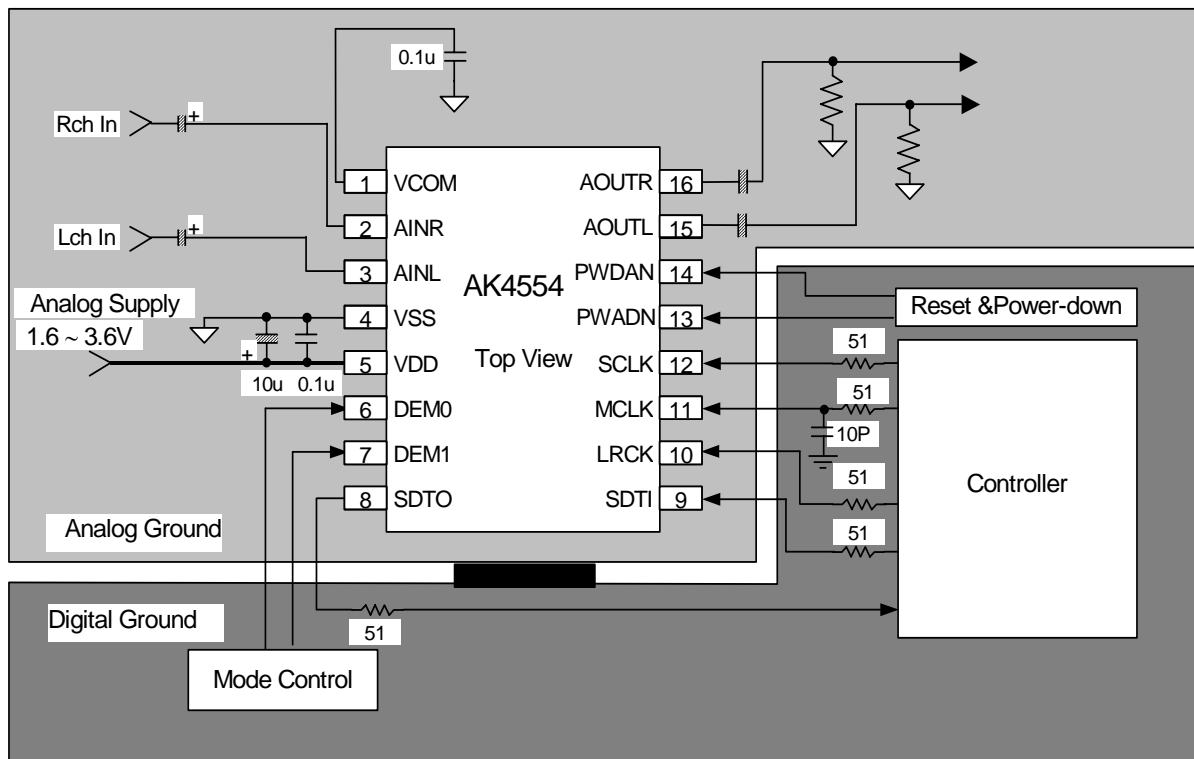 0.1u
+
Rch In
1 VCOM
AOUTR 16
+
Lch In
2 AINR
AOUTL 15
3 AINL
PWDAN 14
AK4554
Analog Supply
1.6 ~ 3.6V
4 VSS
PWADN 13
Reset &Power-down
Top View
51
+
10u
0.1u
5 VDD
SCLK 12
51
6 DEM0
MCLK 11
10P
7 DEM1
LRCK 10
51
Controller
8 SDTO
SDTI 9
51
Analog Ground
Digital Ground
51
Mode Control